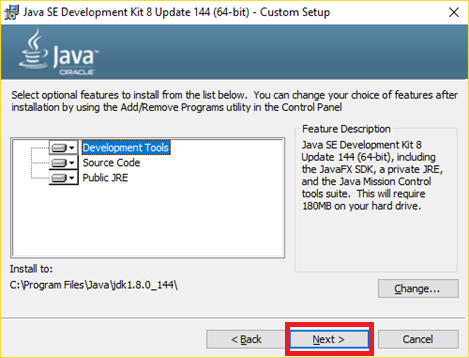 Java SE Development Kit 8 Update 144 (64-bit) - Custom Setup
Java
ORACLE
Select optional features to install from the list below. You can change your choice of features after
installation by using the Add/Remove Programs utility in the Control Panel
Development Tools
Source Code
Public JRE
Feature Description
Java SE Development Kit 8
Update 144 (64-bit), including
the JavaFX SDK, a private JRE,
and the Java Mission Control
tools suite. This will require
180MB on your hard drive.
Install to:
C:\Program Files\Java\jdk1.8.0_144\
Change...
< Back
Next >
Cancel